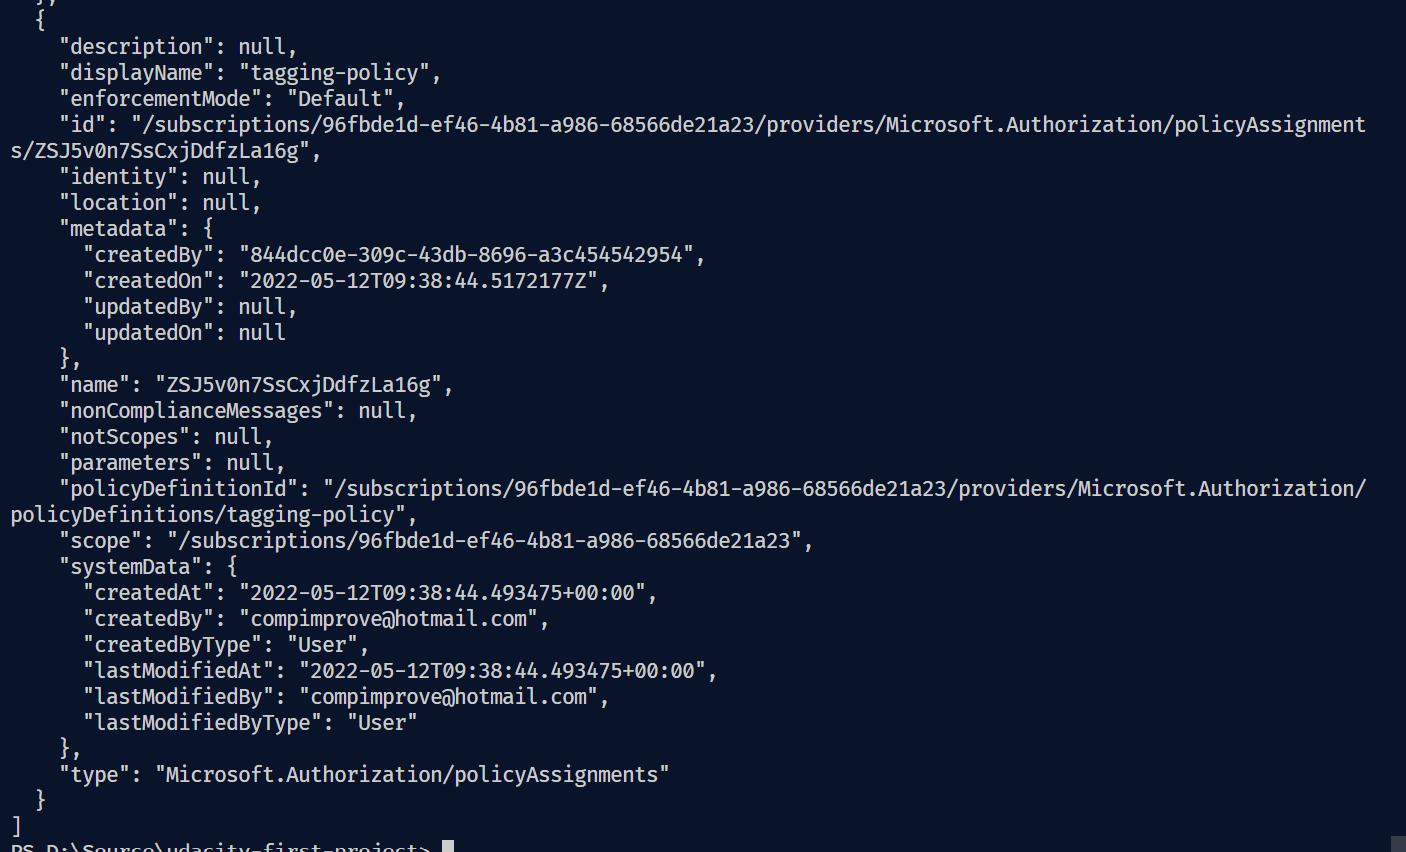 },
{
"description": null,
"displayName": "tagging-policy",
"enforcementMode": "Default",
"id": "/subscriptions/96fbde1d-ef46-4b81-a986-68566de21a23/providers/Microsoft.Authorization/policyAssignment
s/ZSJ5v0n7SsCxjDdfzLa16g",
"identity": null,
"location": null,
"metadata": {
"createdBy": "844dcc0e-309c-43db-8696-a3c454542954",
"createdOn": "2022-05-12T09:38:44.5172177Z",
"updatedBy": null,
"updatedOn": null
},
"name": "ZSJ5v0n7SsCxjDdfzLa16g",
"nonComplianceMessages": null,
"notScopes": null,
"parameters": null,
"policyDefinitionId": "/subscriptions/96fbde1d-ef46-4b81-a986-68566de21a23/providers/Microsoft.Authorization/
policyDefinitions/tagging-policy",
"scope": "/subscriptions/96fbde1d-ef46-4b81-a986-68566de21a23",
"systemData": {
"createdAt": "2022-05-12T09:38:44.493475+00:00",
"createdBy": "compimprove@hotmail.com",
"createdByType": "User",
"lastModifiedAt": "2022-05-12T09:38:44.493475+00:00",
"lastModifiedBy": "compimprove@hotmail.com",
"lastModifiedByType": "User"
},
"type": "Microsoft.Authorization/policyAssignments"
}
]
PS D:\Source\udacity-first-project>